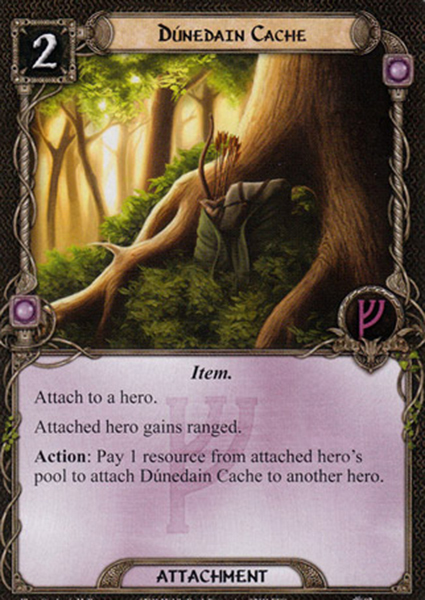 2
DÚNEDAIN CACHE
Item.
Attach to a hero.
Attached hero gains ranged.
Action: Pay 1 resource from attached hero's
pool to attach Dúnedain Cache to another hero.
ATTACHMENT